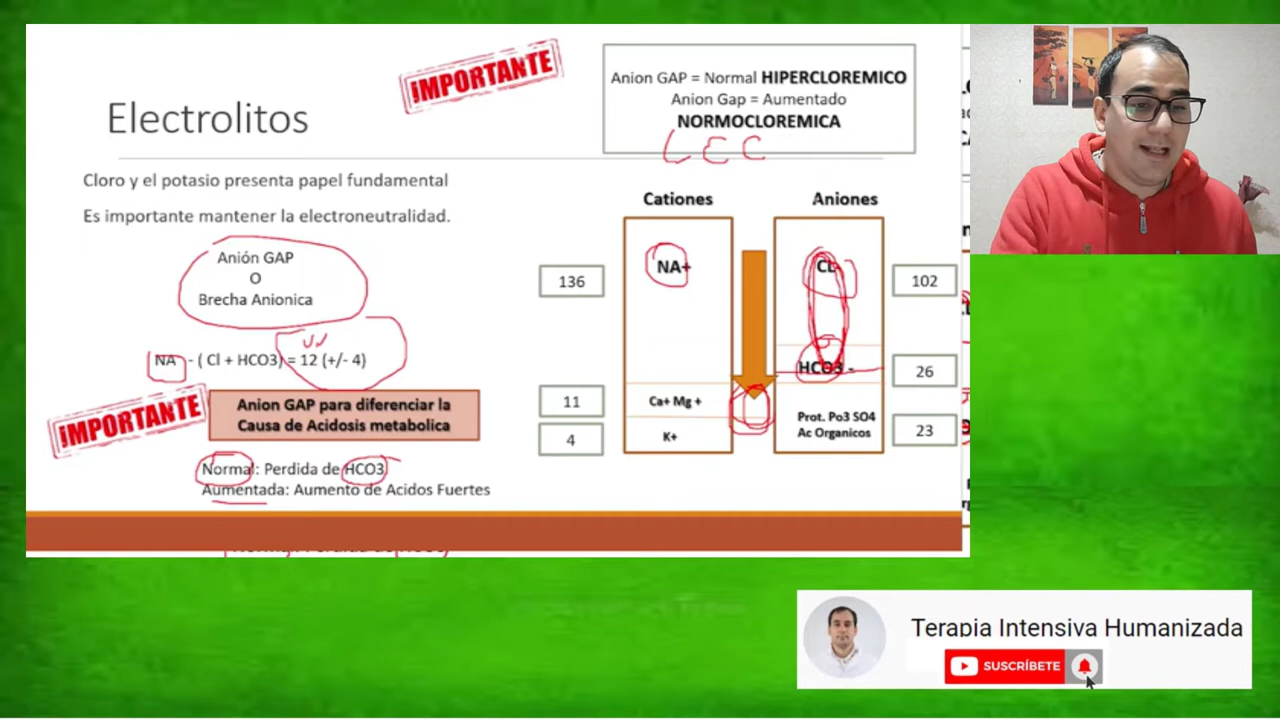 ¡IMPORTANTE
Electrolitos
Anion GAP = Normal HIPERCLOREMICO
Anion Gap = Aumentado
NORMOCLOREMICA
LEC
Cloro y el potasio presenta papel fundamental
Es importante mantener la electroneutralidad.
Anión GAP
O
Brecha Anionica
NA - ( Cl + HCO3) = 12 (+/- 4)
¡IMPORTANTE
Anion GAP para diferenciar la
Causa de Acidosis metabolica
Normal: Perdida de HCO3
Aumentada: Aumento de Acidos Fuertes
Cationes
Aniones
136
NA+
CL-
102
HCO3 -
26
11
Ca+ Mg +
Prot. Po3 SO4
Ac Organicos
23
4
K+
Terapia Intensiva Humanizada
SUSCRÍBETE